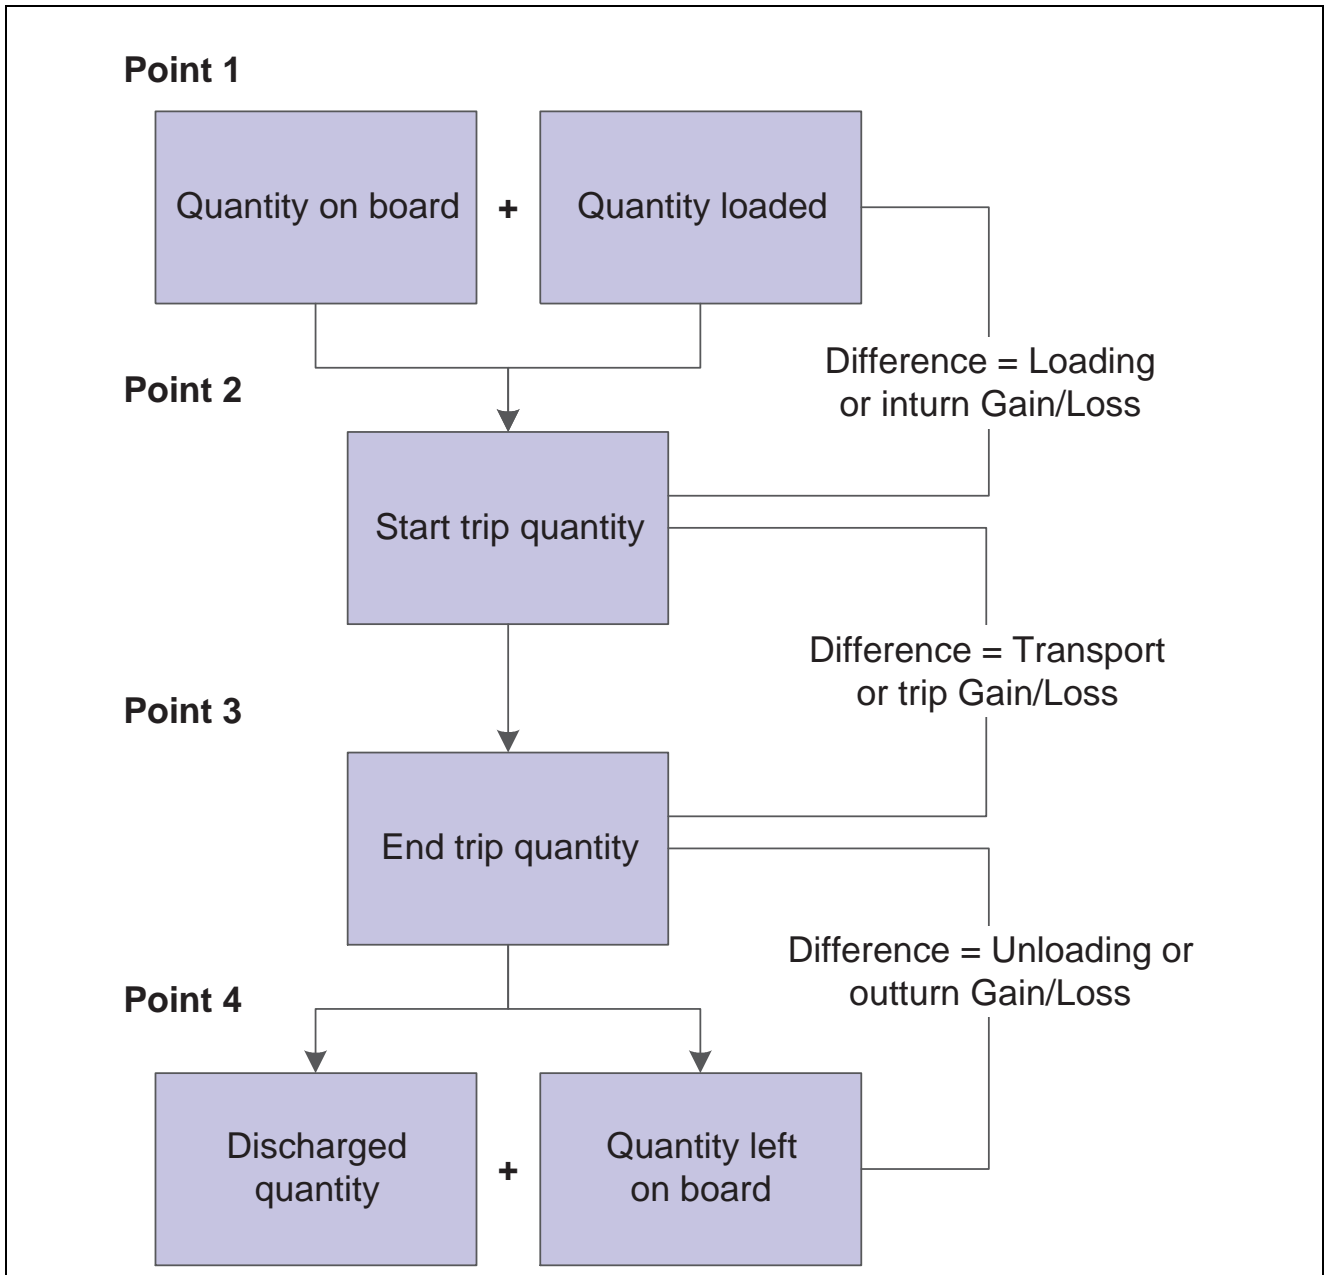 Point 1
Quantity on board
+
Quantity loaded
Difference = Loading
or inturn Gain/Loss
Point 2
Start trip quantity
Difference = Transport
or trip Gain/Loss
Point 3
End trip quantity
Difference = Unloading or
outturn Gain/Loss
Point 4
Discharged
quantity
+
Quantity left
on board